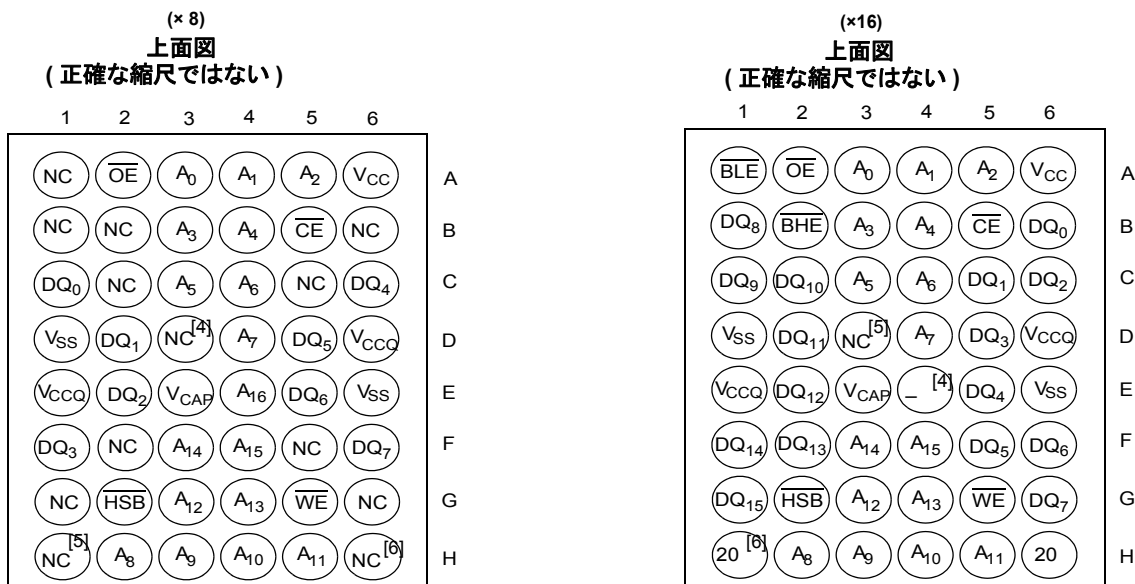 (× 8)
上面図
( 正確な縮尺ではない )
1 2 3 4 5 6
NC OE A0 A1 A2 VCC A
NC NC A3 A4 CE NC B
DQ0 NC A5 A6 NC DQ4 C
VSS DQ1 NC[4] A7 DQ5 VCCQ D
VCCQ DQ2 VCAP A16 DQ6 VSS E
DQ3 NC A14 A15 NC DQ7 F
NC HSB A12 A13 WE NC G
NC[5] A8 A9 A10 A11 NC[6] H
(×16)
上面図
( 正確な縮尺ではない )
1 2 3 4 5 6
BLE OE A0 A1 A2 VCC A
DQ8 BHE A3 A4 CE DQ0 B
DQ9 DQ10 A5 A6 DQ1 DQ2 C
VSS DQ11 NC[5] A7 DQ3 VCCQ D
VCCQ DQ12 VCAP _ [4] DQ4 VSS E
DQ14 DQ13 A14 A15 DQ5 DQ6 F
DQ15 HSB A12 A13 WE DQ7 G
20 [6] A8 A9 A10 A11 20 H